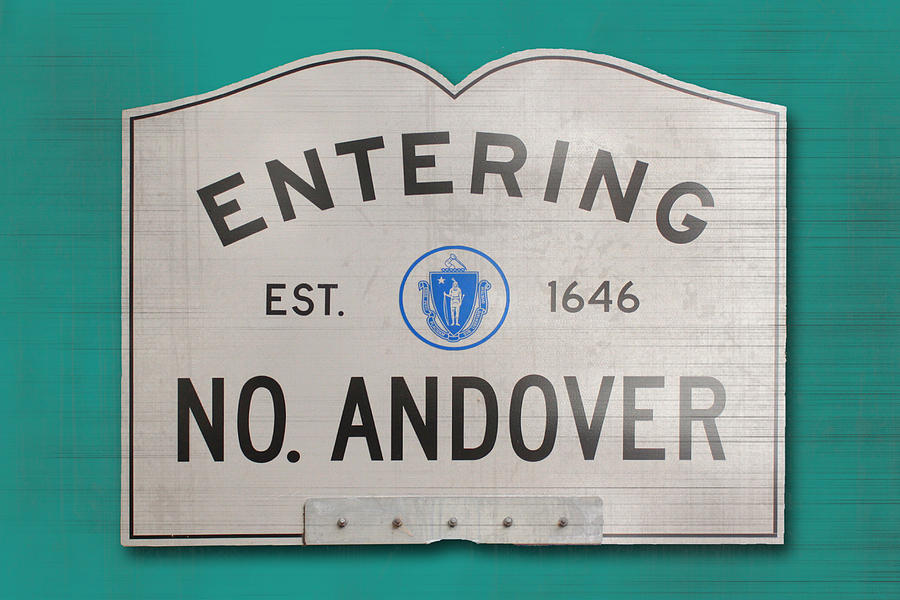 ENTERING
EST. 1646
NO. ANDOVER